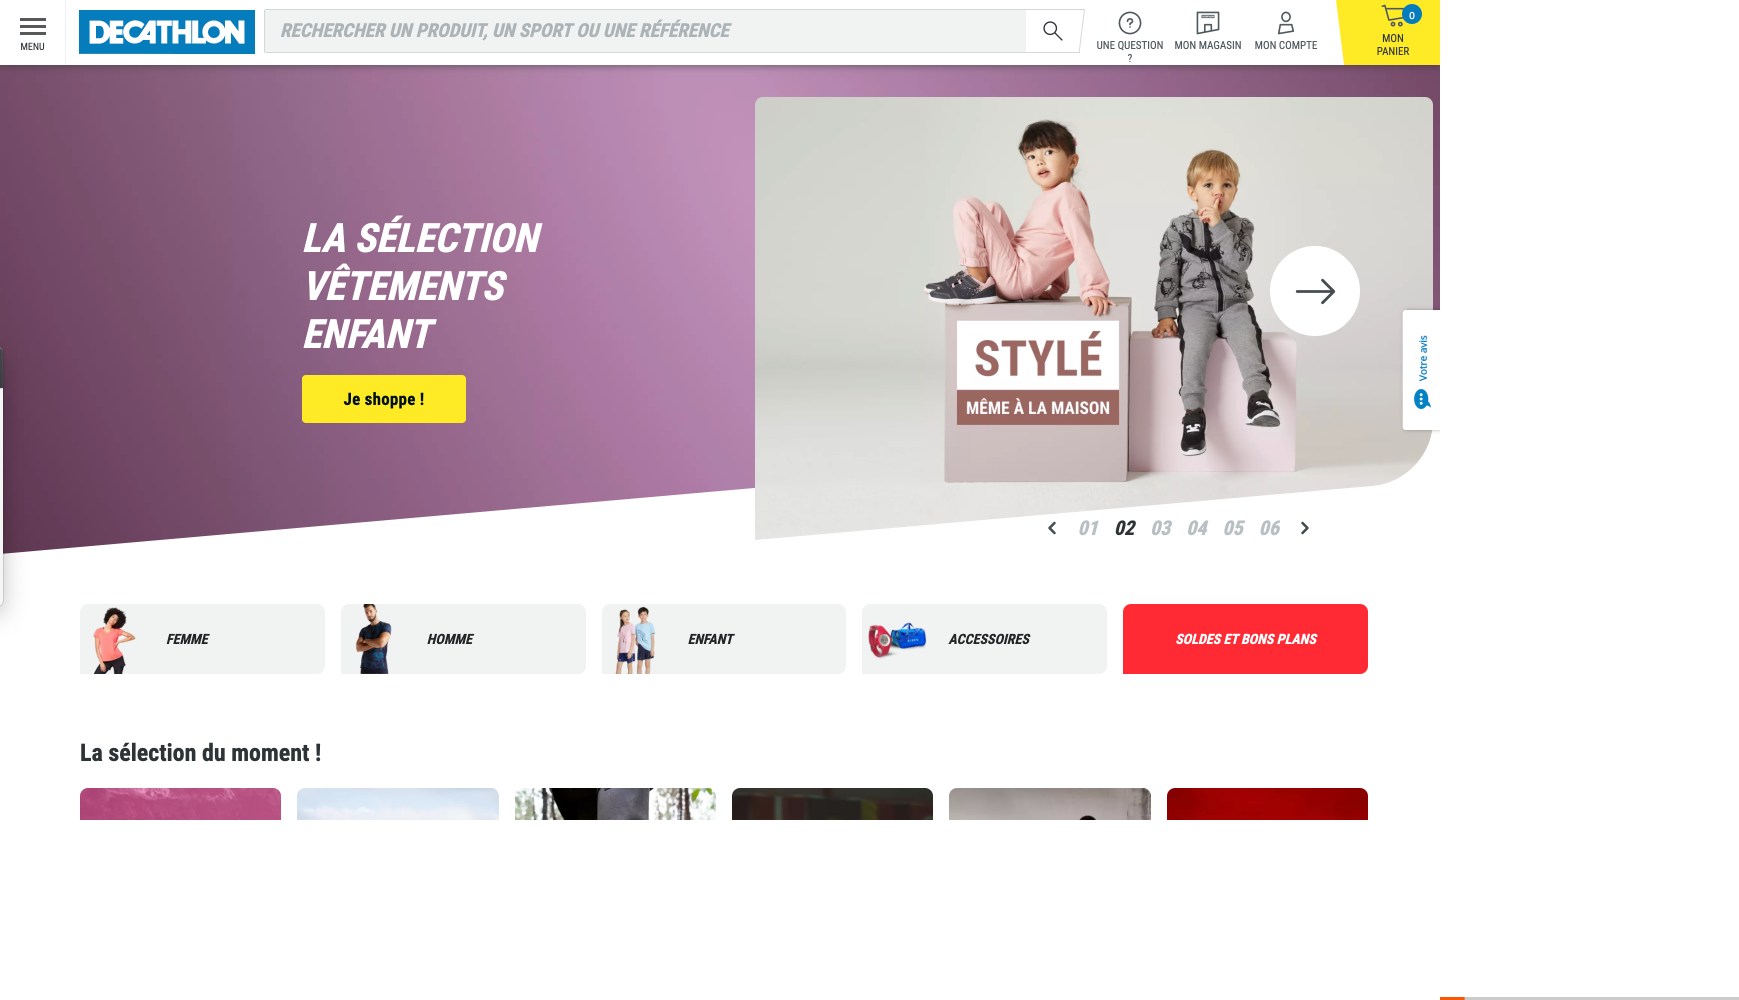 MENU
DECATHLON
RECHERCHER UN PRODUIT, UN SPORT OU UNE RÉFÉRENCE
UNE QUESTION
?
MON MAGASIN
MON COMPTE
0
MON
PANIER
LA SÉLECTION
VÊTEMENTS
ENFANT
Je shoppe !
STYLÉ
MÊME À LA MAISON
Votre avis
01 02 03 04 05 06
FEMME
HOMME
ENFANT
ACCESSOIRES
SOLDES ET BONS PLANS
La sélection du moment !